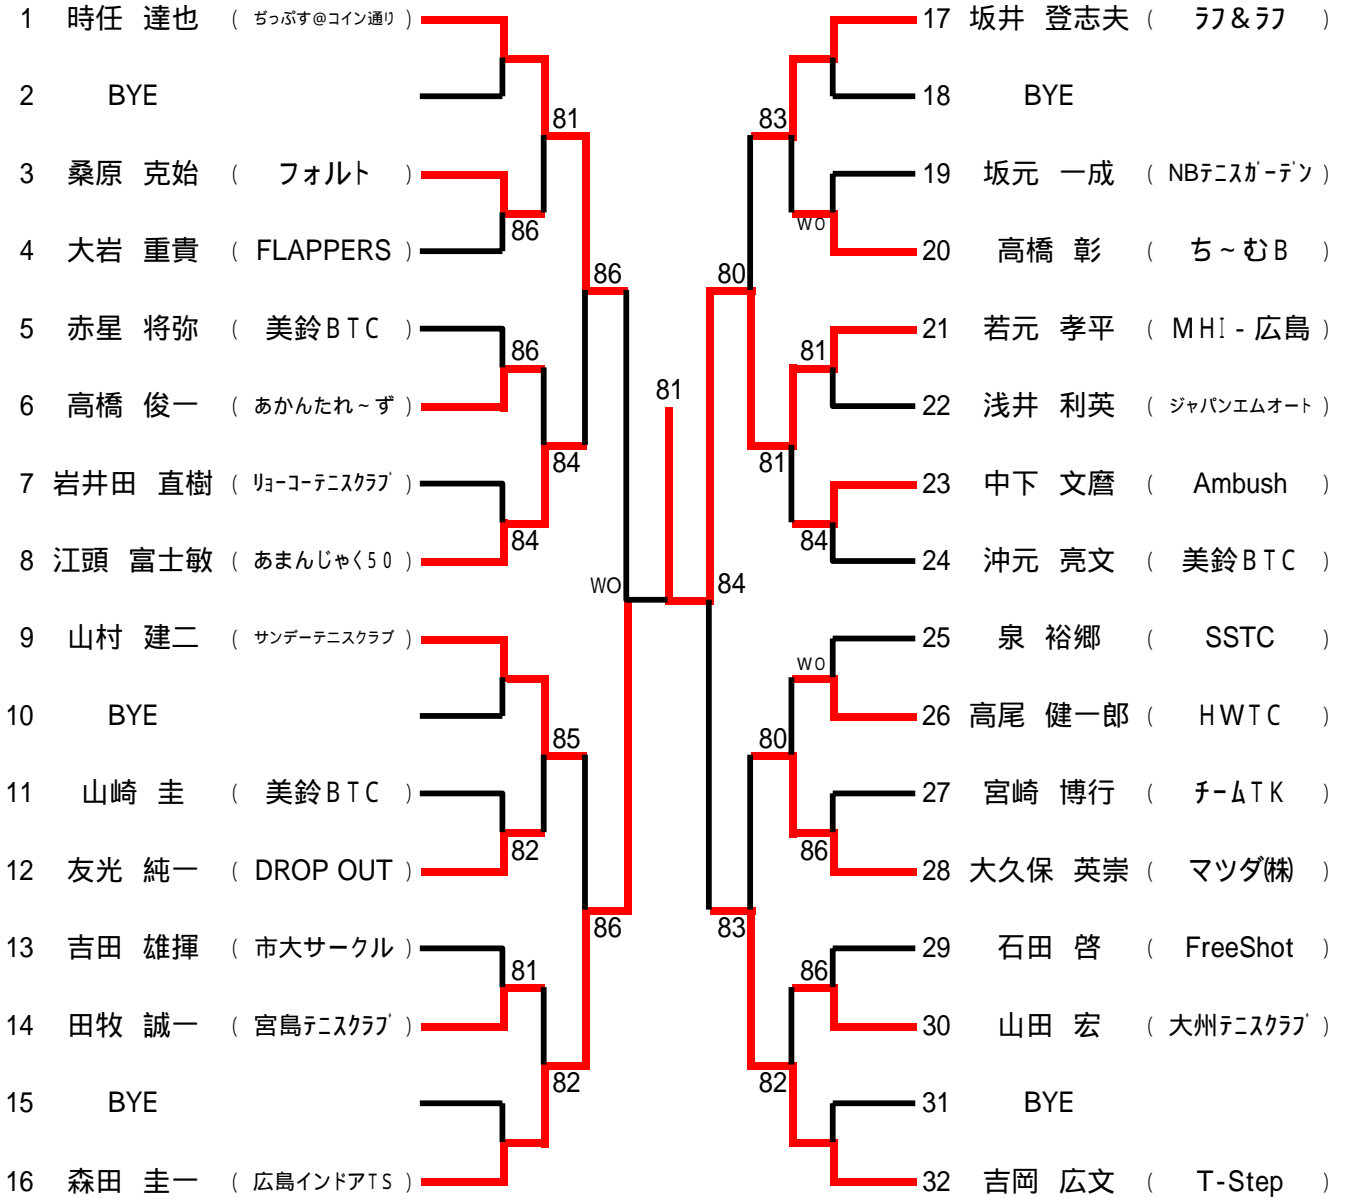 1 時任 達也 ( ぢっぷす@コイン通り )
2 BYE
81
3 桑原 克始 ( フォルト )
86
4 大岩 重貴 ( FLAPPERS )
86
5 赤星 将弥 ( 美鈴BTC )
86
6 高橋 俊一 ( あかんたれ～ず )
84
7 岩井田 直樹 ( ﾘｮｰｺｰﾃﾆｽｸﾗﾌﾞ )
84
8 江頭 富士敏 ( あまんじゃく50 )
WO
9 山村 建二 ( サンデーテニスクラブ )
10 BYE
85
11 山崎 圭 ( 美鈴BTC )
82
12 友光 純一 ( DROP OUT )
86
13 吉田 雄揮 ( 市大サークル )
81
14 田牧 誠一 ( 宮島ﾃﾆｽｸﾗﾌﾞ )
82
15 BYE
16 森田 圭一 ( 広島インドアTS )
81
84
17 坂井 登志夫 ( ﾗﾌ&ﾗﾌ )
18 BYE
83
19 坂元 一成 ( NBﾃﾆｽｶﾞｰﾃﾞﾝ )
WO
20 高橋 彰 ( ち～むB )
80
21 若元 孝平 ( MHI - 広島 )
81
22 浅井 利英 ( ジャパンエムオート )
81
23 中下 文麿 ( Ambush )
84
24 沖元 亮文 ( 美鈴BTC )
25 泉 裕郷 ( SSTC )
WO
26 高尾 健一郎 ( HWTC )
80
27 宮崎 博行 ( ﾁｰﾑTK )
86
28 大久保 英崇 ( マツダ㈱ )
83
29 石田 啓 ( FreeShot )
86
30 山田 宏 ( 大州ﾃﾆｽｸﾗﾌﾞ )
82
31 BYE
32 吉岡 広文 ( T-Step )